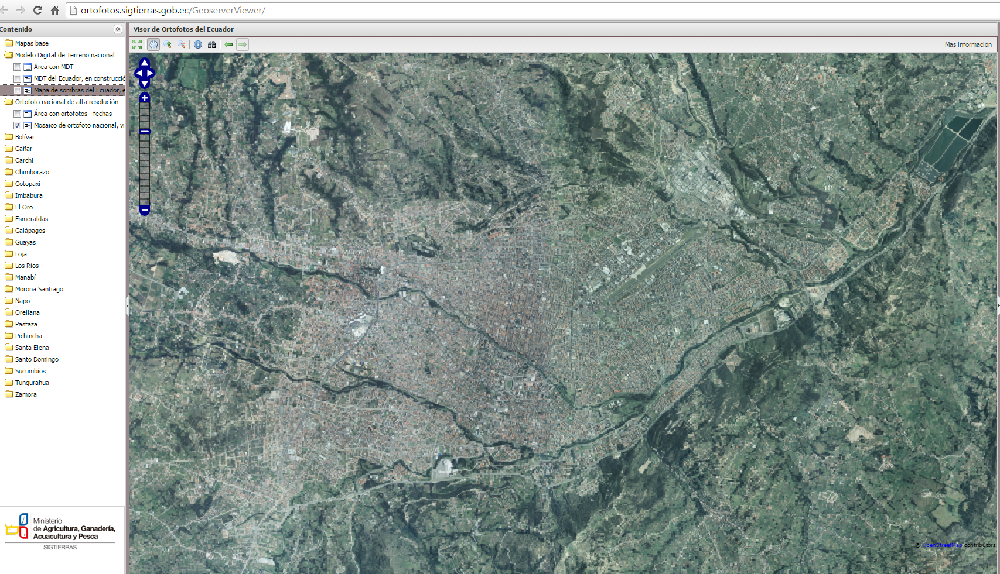 ortofotos.sigtierras.gob.ec/GeoserverViewer/
Contenido
Mapas base
Modelo Digital de Terreno nacional
Área con MDT
MDT del Ecuador, en construcció
Mapa de sombras del Ecuador, e
Ortofoto nacional de alta resolución
Área con ortofotos - fechas
Mosaico de ortofoto nacional, vi
Bolívar
Cañar
Carchi
Chimborazo
Cotopaxi
Imbabura
El Oro
Esmeraldas
Galápagos
Guayas
Loja
Los Ríos
Manabí
Morona Santiago
Napo
Orellana
Pastaza
Pichincha
Santa Elena
Santo Domingo
Sucumbíos
Tungurahua
Zamora
Ministerio
de Agricultura, Ganadería,
Acuacultura y Pesca
SIGTIERRAS
Visor de Ortofotos del Ecuador
Mas información
© OpenStreetMap contributors